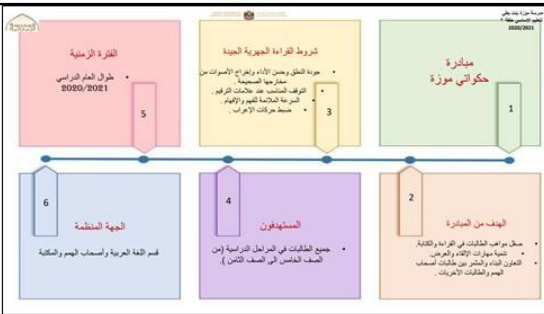 مدرسة موزة بنت بطي
للتعليم الأساسي حلقة 2
2020/2021
مبادرة
حكواتي موزة
1
الهدف من المبادرة
صقل مواهب الطالبات في القراءة والكتابة.
تنمية مهارات الإلقاء والعرض.
التعاون البناء والمثمر بين طالبات أصحاب
الهمم والطالبات الأخريات .
2
شروط القراءة الجهرية الجيدة
جودة النطق وحسن الأداء وإخراج الأصوات من
مخارجها الصحيحة .
التوقف المناسب عند علامات الترقيم .
السرعة الملائمة للفهم والإفهام .
ضبط حركات الإعراب .
3
المستهدفون
جميع الطالبات في المراحل الدراسية (من
الصف الخامس الى الصف الثامن ).
4
الفترة الزمنية
طوال العام الدراسي
2020/2021
5
الجهة المنظمة
قسم اللغة العربية وأصحاب الهمم والمكتبة
6